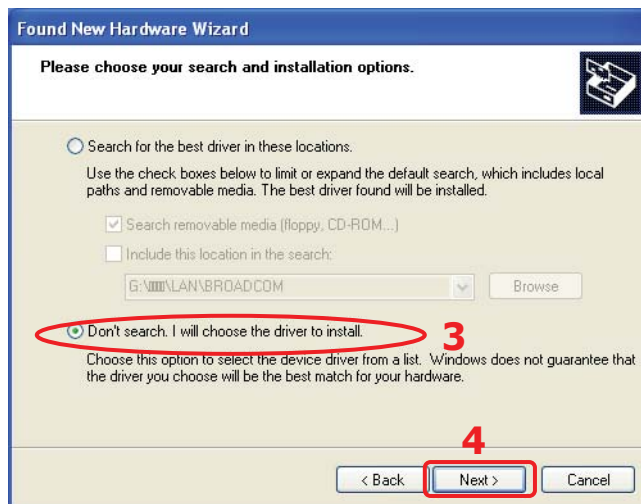 Found New Hardware Wizard
Please choose your search and installation options.
Search for the best driver in these locations.
Use the check boxes below to limit or expand the default search, which includes local
paths and removable media. The best driver found will be installed.
Search removable media (floppy, CD-ROM...)
Include this location in the search:
\LAN\BROADCOM
Browse
Don't search. I will choose the driver to install.
3
Choose this option to select the device driver from a list. Windows does not guarantee that
the driver you choose will be the best match for your hardware.
4
< Back
Next >
Cancel